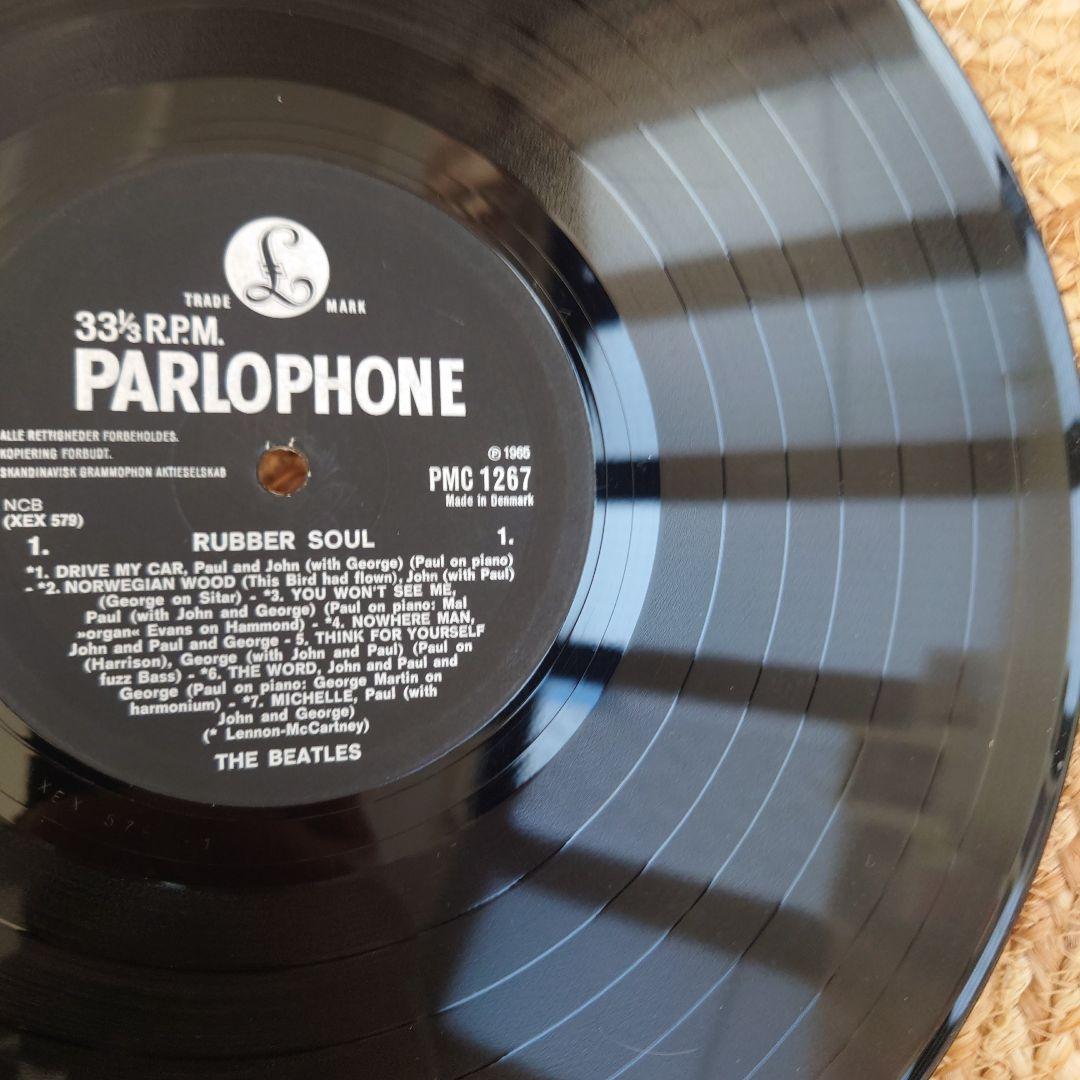 £
TRADE MARK
33⅓ R.P.M.
PARLOPHONE
ALLE RETTIGHEDER FORBEHOLDES.
KOPIERING FORBUDT.
SKANDINAVISK GRAMMOPHON AKTIESELSKAB
℗ 1965
PMC 1267
Made in Denmark
NCB
(XEX 579)
1. RUBBER SOUL 1.
*1. DRIVE MY CAR, Paul and John (with George) (Paul on piano)
- *2. NORWEGIAN WOOD (This Bird had flown), John (with Paul)
(George on Sitar) - *3. YOU WON'T SEE ME,
Paul (with John and George) (Paul on piano: Mal
»organ« Evans on Hammond) - *4. NOWHERE MAN,
John and Paul and George - 5. THINK FOR YOURSELF
(Harrison), George (with John and Paul) (Paul on
fuzz Bass) - *6. THE WORD, John and Paul and
George (Paul on piano: George Martin on
harmonium) - *7. MICHELLE, Paul (with
John and George)
(* Lennon-McCartney)
THE BEATLES
XEX 579